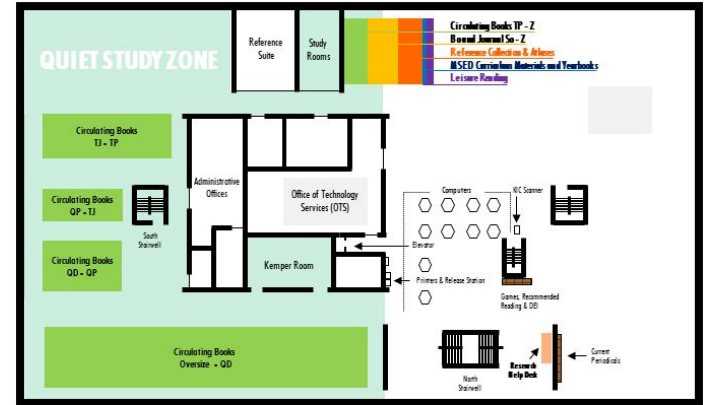 QUIET STUDY ZONE
Reference
Suite
Study
Rooms
Circulating Books TP - Z
Bound Journal So - Z
Reference Collection & Atlases
MSED Curriculum Materials and Yearbooks
Leisure Reading
Circulating Books
TJ - TP
Administrative
Offices
Office of Technology
Services (OTS)
Computers
KIC Scanner
Circulating Books
QP - TJ
South
Stairwell
Elevator
Circulating Books
QD - QP
Kemper Room
Printers & Release Station
Games, Recommended
Reading & DEI
Circulating Books
Oversize - QD
North
Stairwell
Research
Help Desk
Current
Periodicals